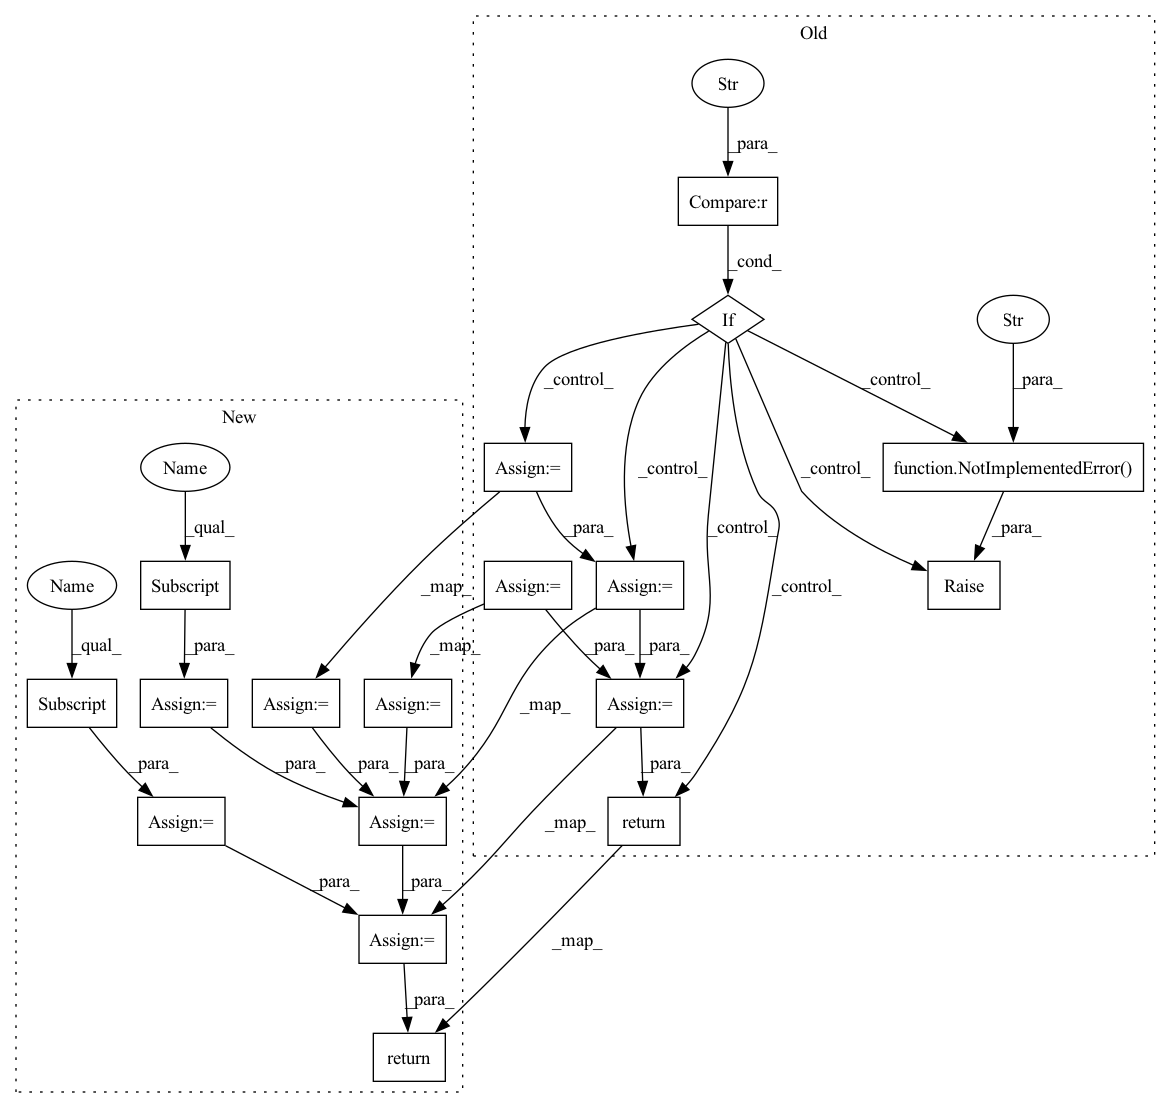 Old
Str
_para_
Compare:r
_cond_
If
Str
_control_
_control_
_para_
New
Name
_qual_
Assign:=
_control_
_control_
function.NotImplementedError()
_para_
_control_
_para_
Name
Subscript
_map_
Assign:=
Assign:=
_control_
Raise
_qual_
_para_
_map_
_para_
_para_
Subscript
Assign:=
Assign:=
Assign:=
_map_
Assign:=
_para_
_para_
_para_
_para_
_para_
Assign:=
Assign:=
_map_
return
_para_
_para_
Assign:=
_map_
_para_
return